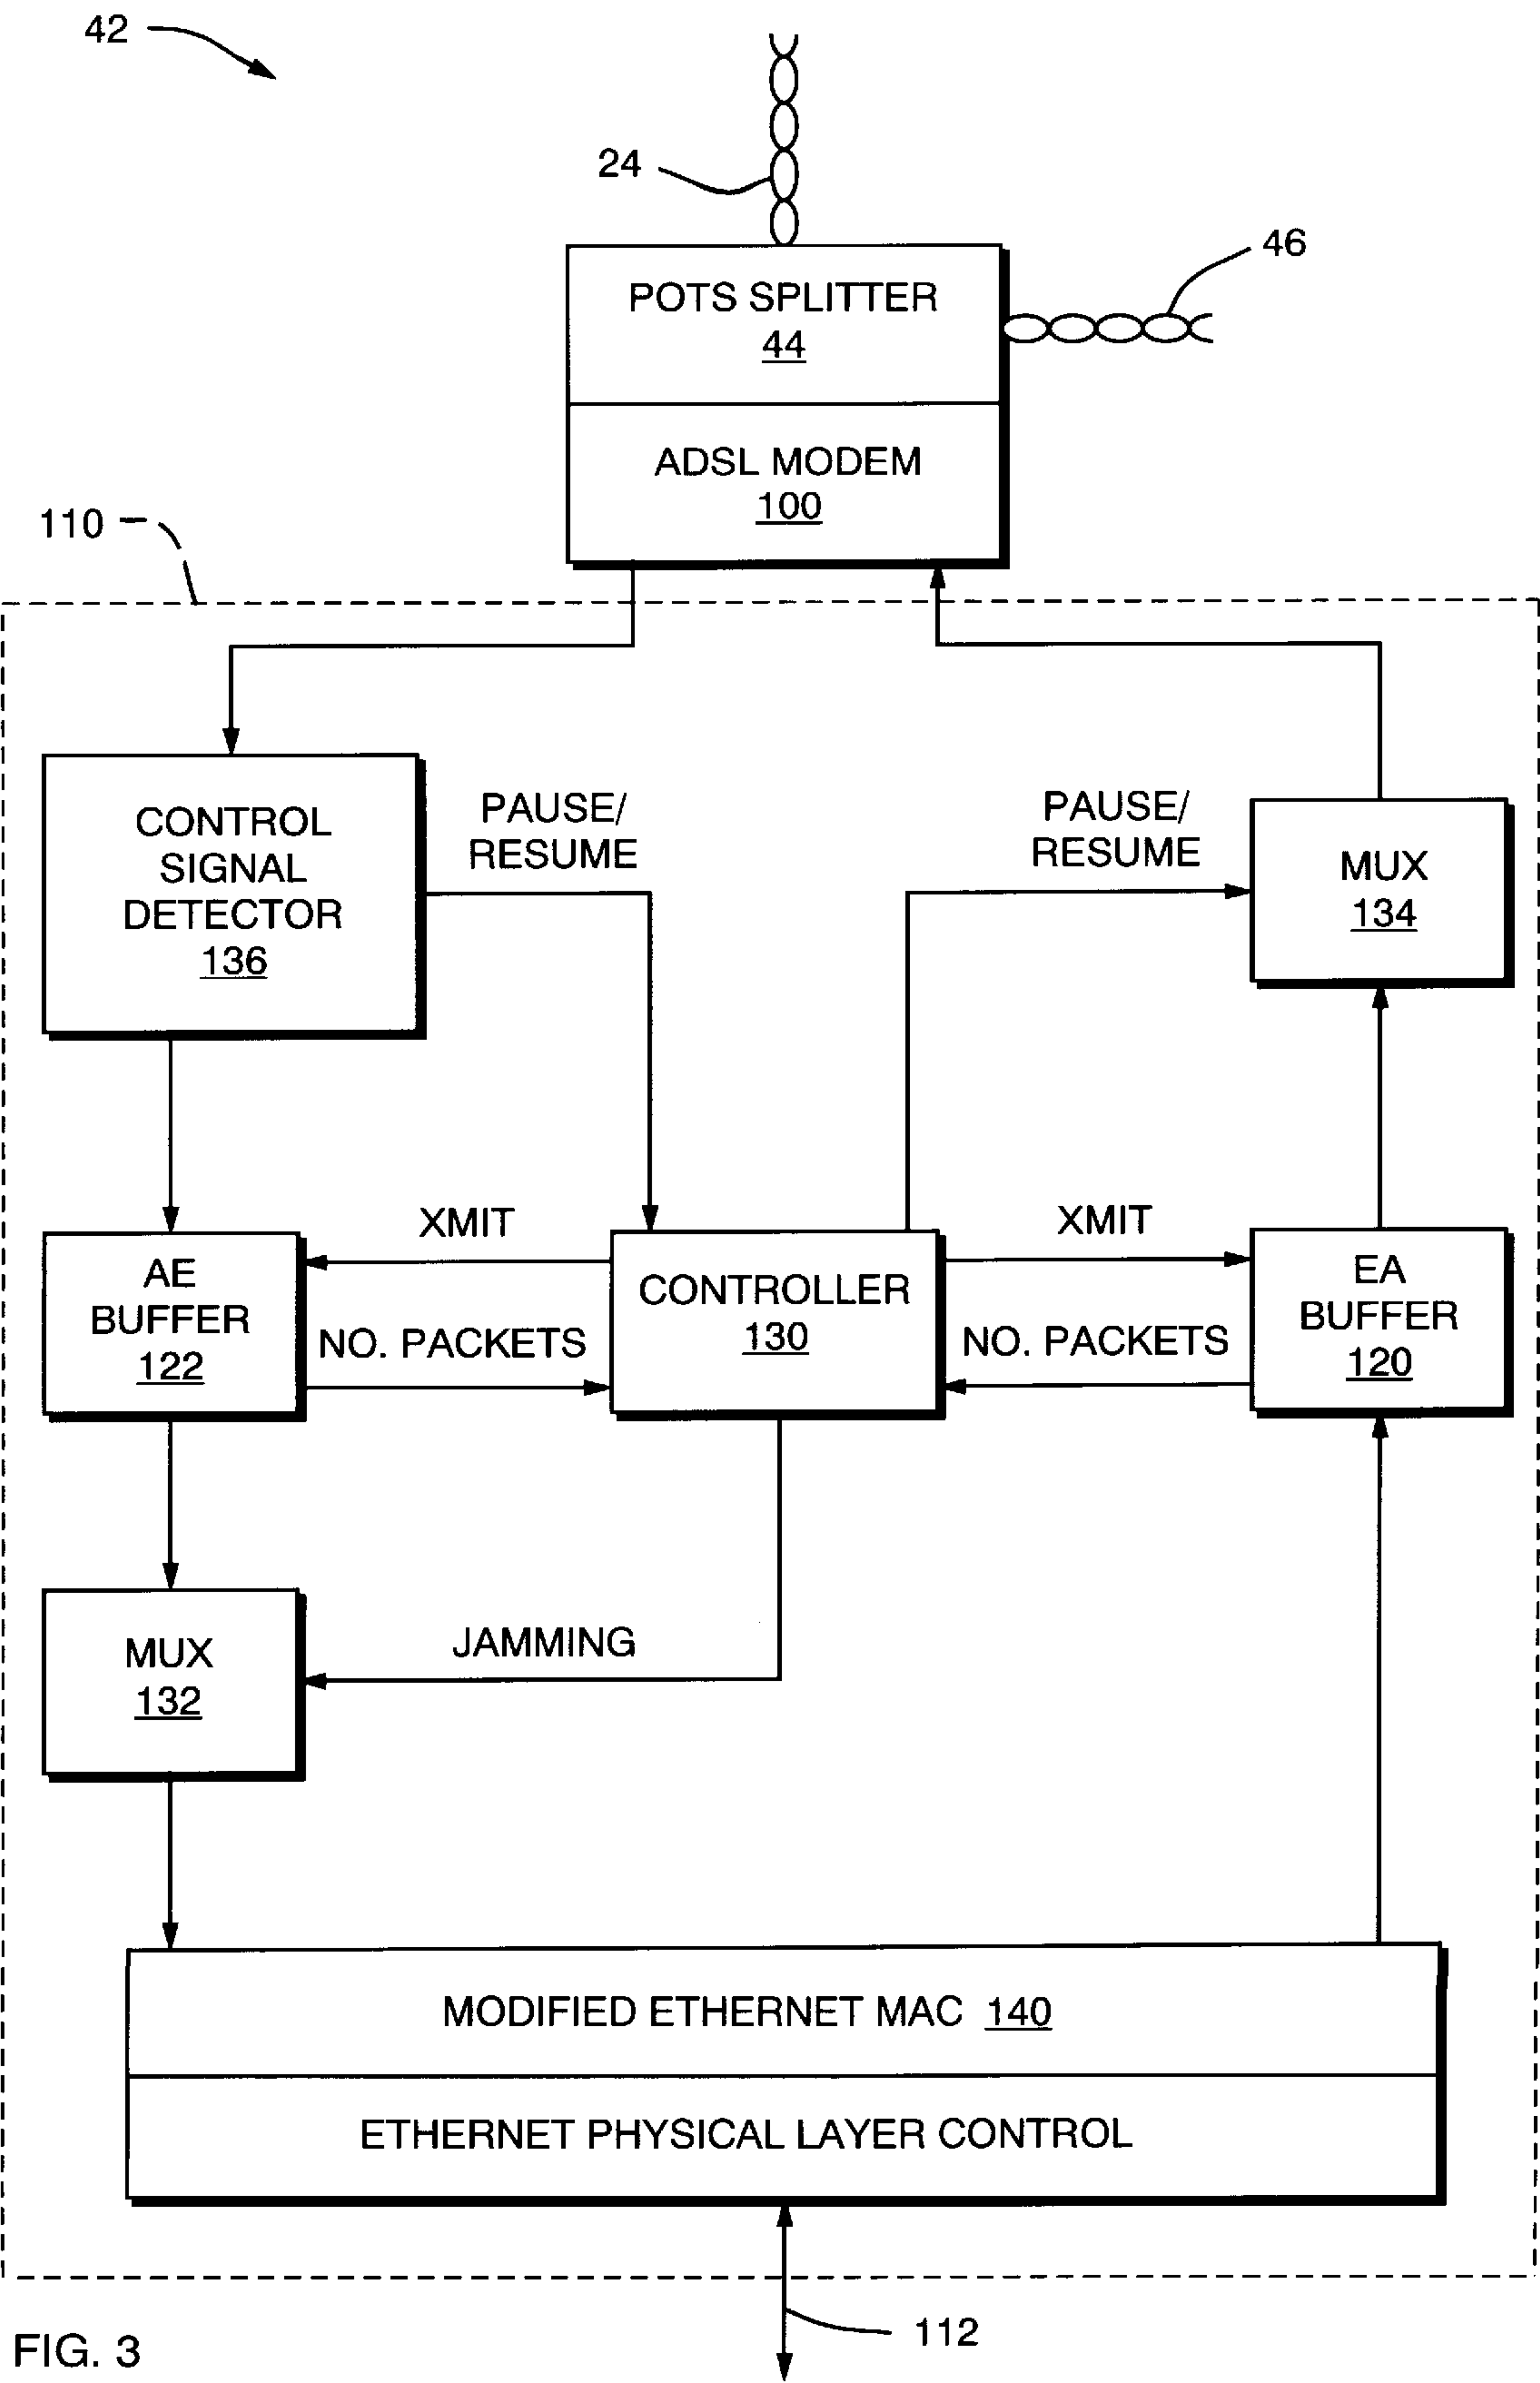 42
24
46
POTS SPLITTER
44
ADSL MODEM
100
110
CONTROL
SIGNAL
DETECTOR
136
PAUSE/
RESUME
PAUSE/
RESUME
MUX
134
XMIT
XMIT
AE
BUFFER
122
NO. PACKETS
CONTROLLER
130
NO. PACKETS
EA
BUFFER
120
MUX
132
JAMMING
MODIFIED ETHERNET MAC 140
ETHERNET PHYSICAL LAYER CONTROL
112
FIG. 3